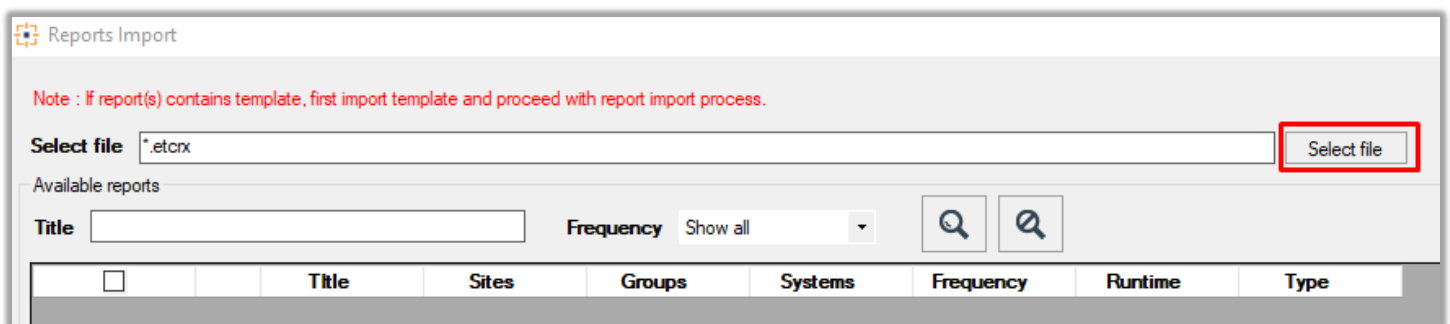 Reports Import
Note : If report(s) contains template, first import template and proceed with report import process.
Select file *.etcrx Select file
Available reports
Title Frequency Show all
TItle Sites Groups Systems Frequency Runtime Type